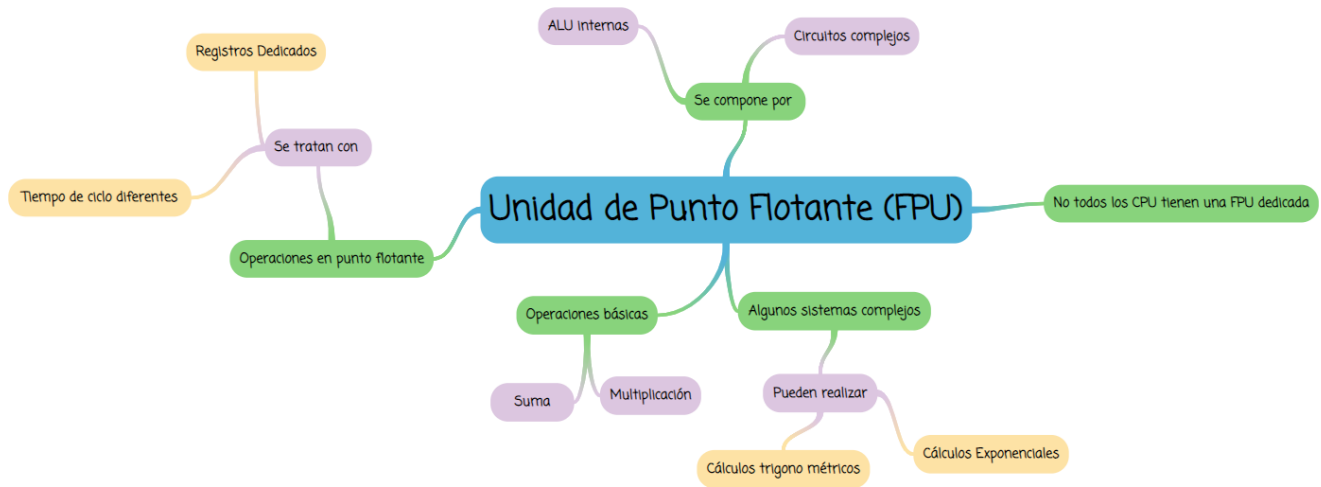 ALU internas
Circuitos complejos
Registros Dedicados
Se compone por
Se tratan con
Tiempo de ciclo diferentes
Unidad de Punto Flotante (FPU)
No todos los CPU tienen una FPU dedicada
Operaciones en punto flotante
Operaciones básicas
Algunos sistemas complejos
Suma
Multiplicación
Pueden realizar
Cálculos trigono métricos
Cálculos Exponenciales